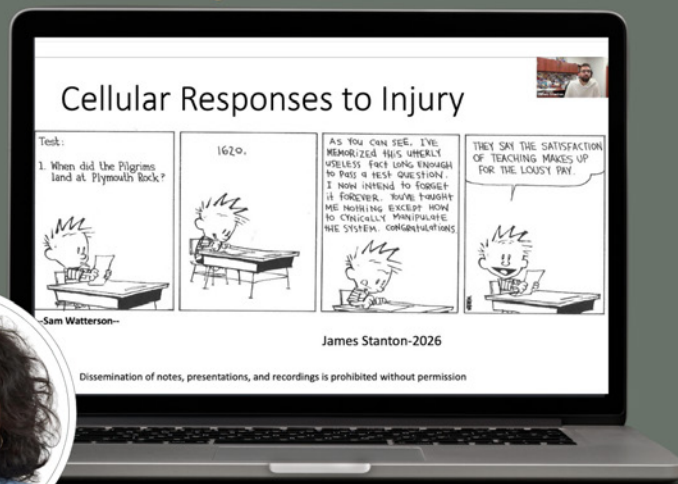 Cellular Responses to Injury
Test:
1. When did the Pilgrims
land at Plymouth Rock?
1620.
AS YOU CAN SEE, I'VE
MEMORIZED THIS UTTERLY
USELESS FACT LONG ENOUGH
TO PASS A TEST QUESTION.
I NOW INTEND TO FORGET
IT FOREVER. YOU'VE TAUGHT
ME NOTHING EXCEPT HOW
TO CYNICALLY MANIPULATE
THE SYSTEM. CONGRATULATIONS.
THEY SAY THE SATISFACTION
OF TEACHING MAKES UP
FOR THE LOUSY PAY.
--Sam Watterson--
James Stanton-2026
Dissemination of notes, presentations, and recordings is prohibited without permission